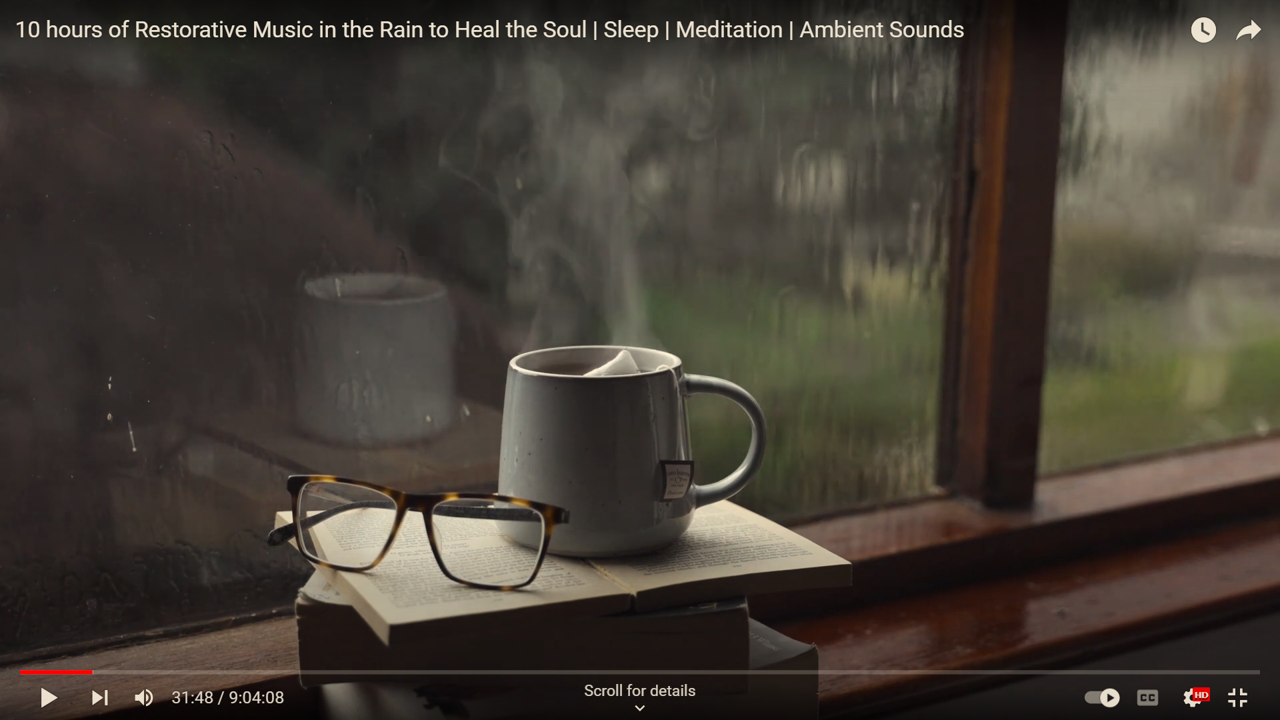 10 hours of Restorative Music in the Rain to Heal the Soul | Sleep | Meditation | Ambient Sounds
Scroll for details
31:48 / 9:04:08
CC
HD